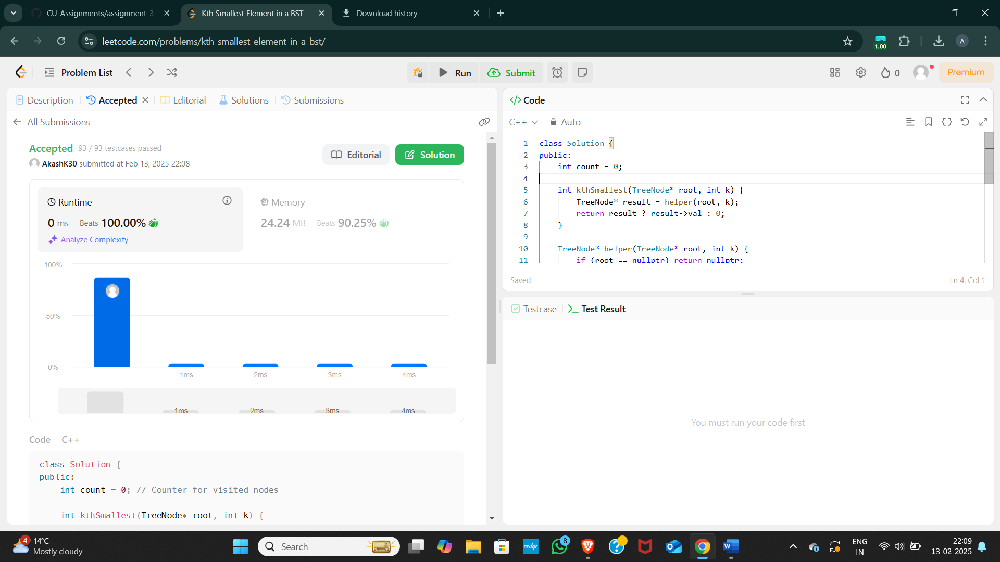 CU-Assignments/assignment-3-
Kth Smallest Element in a BST -
Download history
leetcode.com/problems/kth-smallest-element-in-a-bst/
1.00
A
Problem List
Run
Submit
0
Premium
Description
Accepted
Editorial
Solutions
Submissions
All Submissions
Accepted 93 / 93 testcases passed
AkashK30 submitted at Feb 13, 2025 22:08
Editorial
Solution
Runtime
0 ms
Beats 100.00%
Analyze Complexity
Memory
24.24 MB
Beats 90.25%
100%
50%
0%
1ms
2ms
3ms
4ms
1ms
2ms
3ms
4ms
Code
C++
class Solution {
public:
int count = 0; // Counter for visited nodes
int kthSmallest(TreeNode* root, int k) {
</> Code
C++
Auto
1 class Solution {
2 public:
3 int count = 0;
4
5 int kthSmallest(TreeNode* root, int k) {
6 TreeNode* result = helper(root, k);
7 return result ? result->val : 0;
8 }
9
10 TreeNode* helper(TreeNode* root, int k) {
11 if (root == nullptr) return nullptr;
Saved
Ln 4, Col 1
Testcase
>_ Test Result
You must run your code first
4
14°C
Mostly cloudy
Search
myhp
8
ENG
IN
22:09
13-02-2025